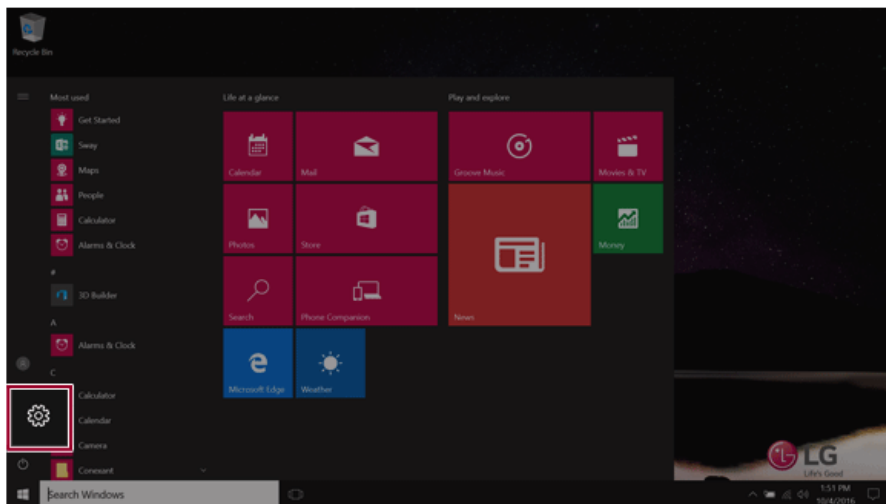 Recycle Bin
Most used
Get Started
Sway
Maps
People
Calculator
Alarms & Clock
#
3D Builder
A
Alarms & Clock
C
Calculator
Calendar
Camera
Conexant
Life at a glance
Calendar
Mail
Photos
Store
Search
Phone Companion
Microsoft Edge
Weather
Play and explore
Groove Music
Movies & TV
News
Money
LG
Life's Good
Search Windows
1:51 PM
10/4/2016